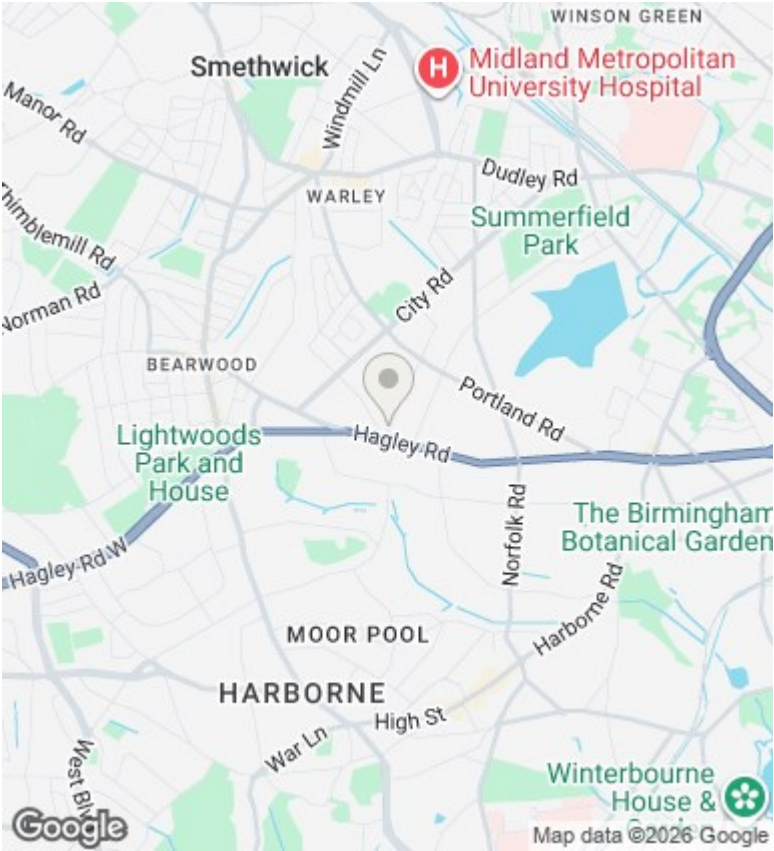 WINSON GREEN
Smethwick
Windmill Ln
H
Midland Metropolitan
University Hospital
Manor Rd
Dudley Rd
WARLEY
Thimblemill Rd
Summerfield
Park
City Rd
Norman Rd
BEARWOOD
Portland Rd
Lightwoods
Park and
House
Hagley Rd
Norfolk Rd
The Birmingham
Botanical Garden
Hagley Rd W
Harborne Rd
MOOR POOL
HARBORNE
High St
War Ln
West Blv
Winterbourne
House &
Garden
Google
Map data ©2026 Google